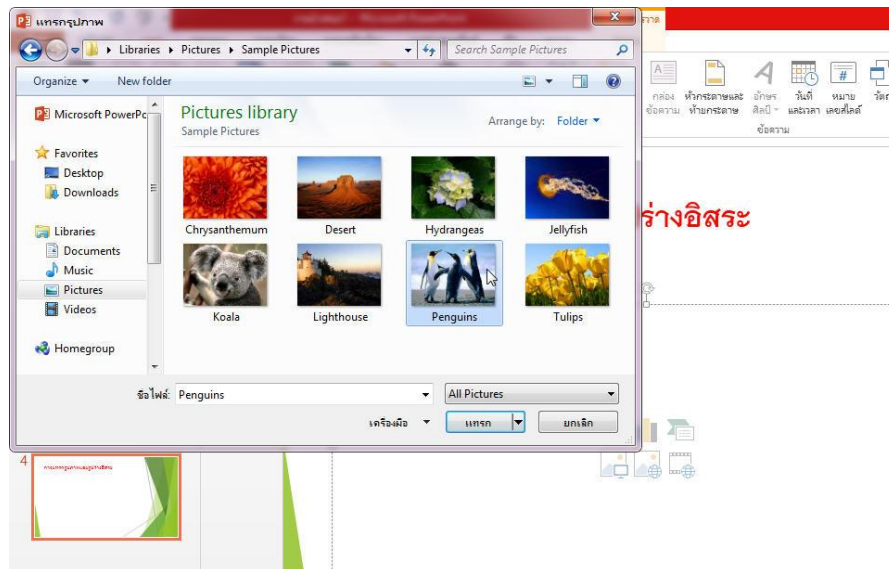 แทรกรูปภาพ
Libraries Pictures Sample Pictures
Search Sample Pictures
Organize
New folder
Microsoft PowerPo
Favorites
Desktop
Downloads
Libraries
Documents
Music
Pictures
Videos
Homegroup
Pictures library
Sample Pictures
Arrange by: Folder
Chrysanthemum
Desert
Hydrangeas
Jellyfish
Koala
Lighthouse
Penguins
Tulips
ชื่อไฟล์: Penguins
All Pictures
เครื่องมือ
แทรก
ยกเลิก
กล่อง
ข้อความ
หัวกระดาษและ
ท้ายกระดาษ
อักษร
ศิลป์
วันที่
และเวลา
หมาย
เลขสไลด์
ข้อความ
ร่างอิสระ
4